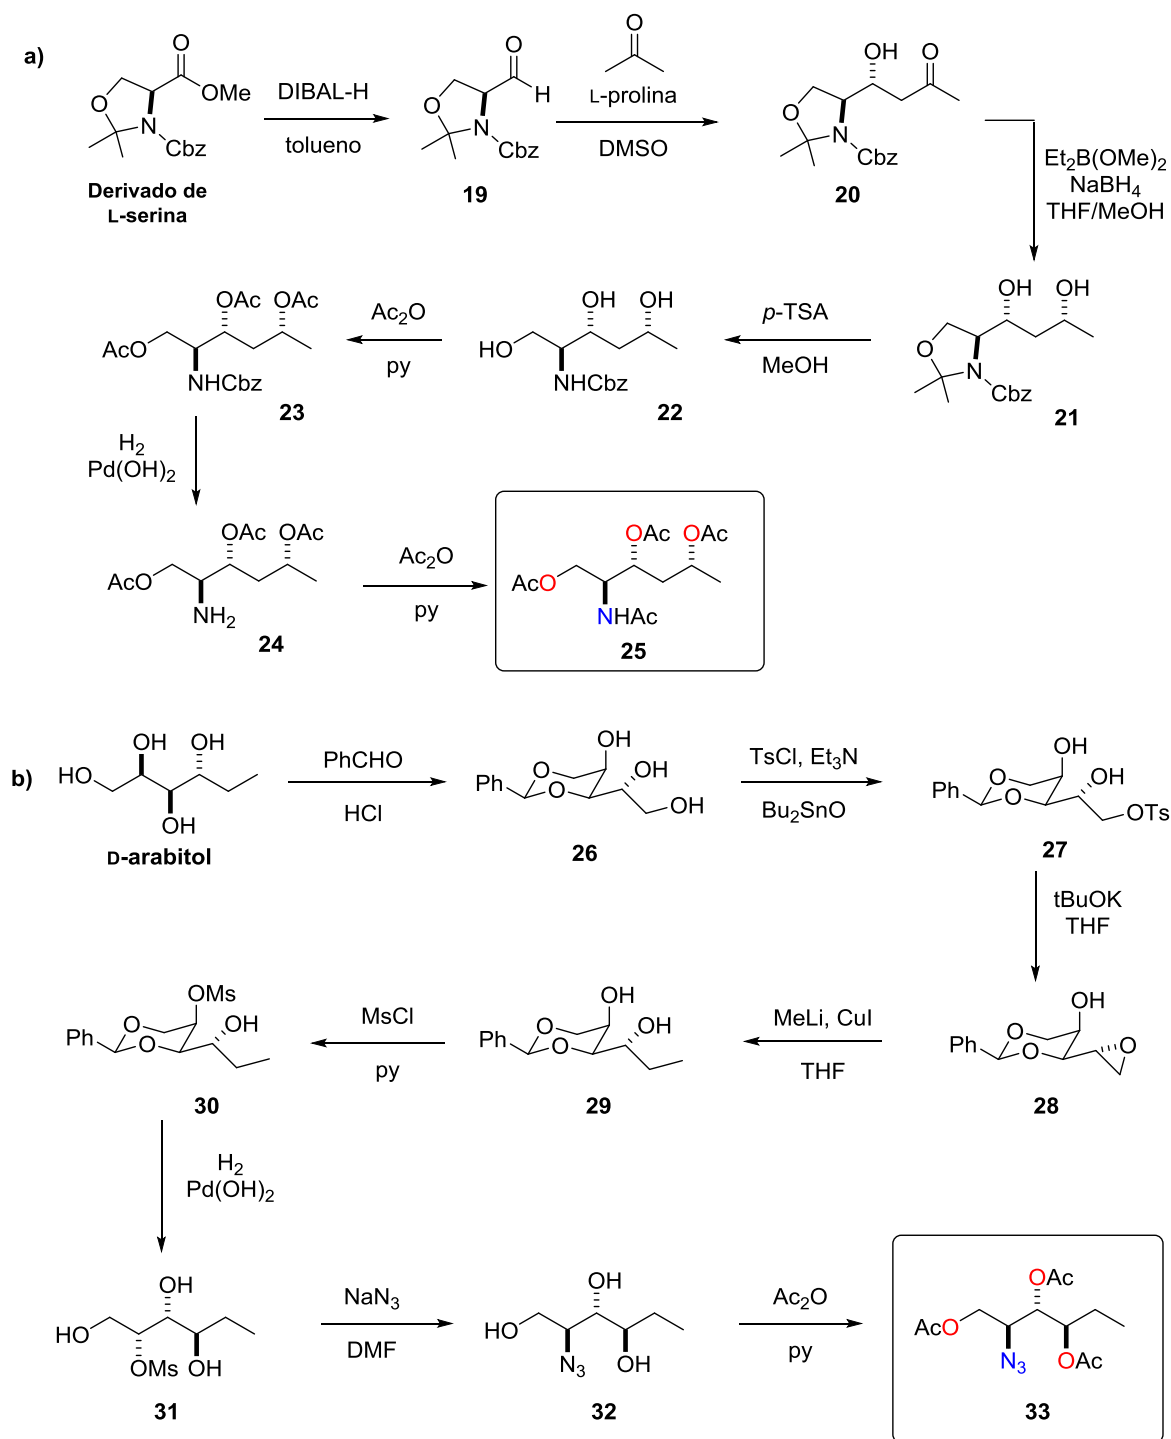 a)
O
OMe
O
N
Cbz
Derivado de
L-serina
DIBAL-H
tolueno
O
H
O
N
Cbz
19
O
L-prolina
DMSO
OH O
O
N
Cbz
20
Et₂B(OMe)₂
NaBH₄
THF/MeOH
OH OH
O
N
Cbz
21
p-TSA
MeOH
OH OH
HO
NHCbz
22
Ac₂O
py
OAc OAc
AcO
NHCbz
23
H₂
Pd(OH)₂
OAc OAc
AcO
NH₂
24
Ac₂O
py
OAc OAc
AcO
NHAc
25
b)
OH OH
HO
OH
D-arabitol
PhCHO
HCl
OH
O
OH
Ph
O
OH
26
TsCl, Et₃N
Bu₂SnO
OH
O
OH
Ph
O
OTs
27
tBuOK
THF
OH
O
Ph
O
O
28
MeLi, CuI
THF
OH
O
OH
Ph
O
29
MsCl
py
OMs
O
OH
Ph
O
30
H₂
Pd(OH)₂
OH
HO
OMs OH
31
NaN₃
DMF
OH
HO
N₃ OH
32
Ac₂O
py
OAc
AcO
N₃ OAc
33